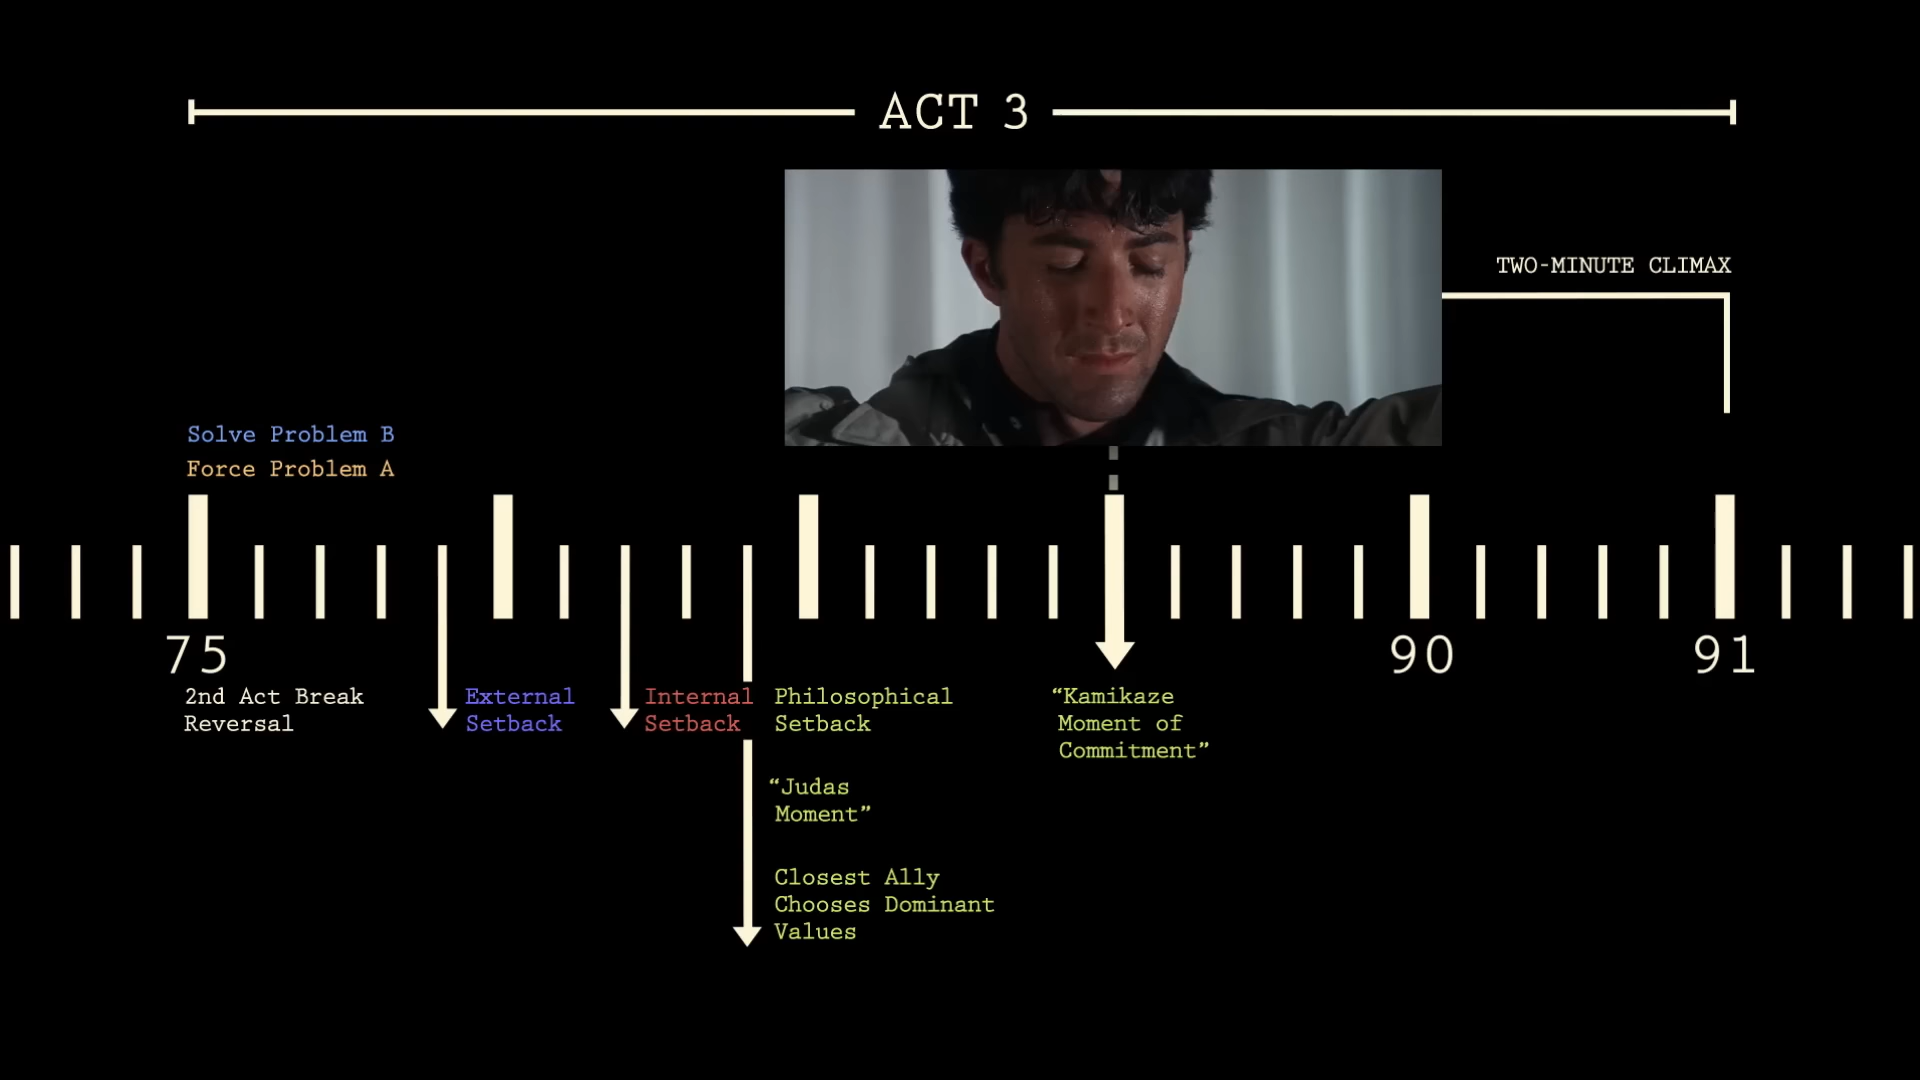 ACT 3
TWO-MINUTE CLIMAX
Solve Problem B
Force Problem A
75
90
91
2nd Act Break
Reversal
External
Setback
Internal
Setback
Philosophical
Setback
“Judas
Moment”
Closest Ally
Chooses Dominant
Values
“Kamikaze
Moment of
Commitment”